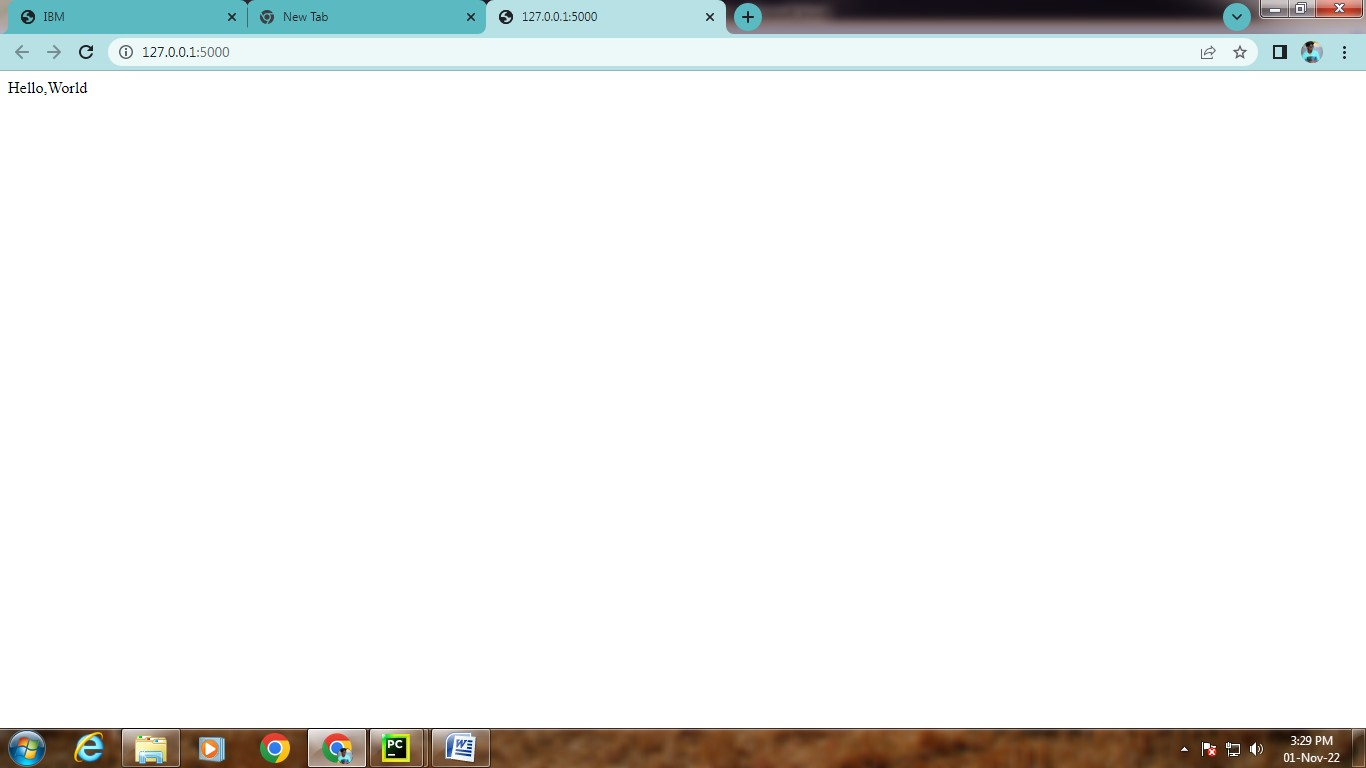 IBM
New Tab
127.0.0.1:5000
127.0.0.1:5000
Hello,World
PC
W
3:29 PM
01-Nov-22